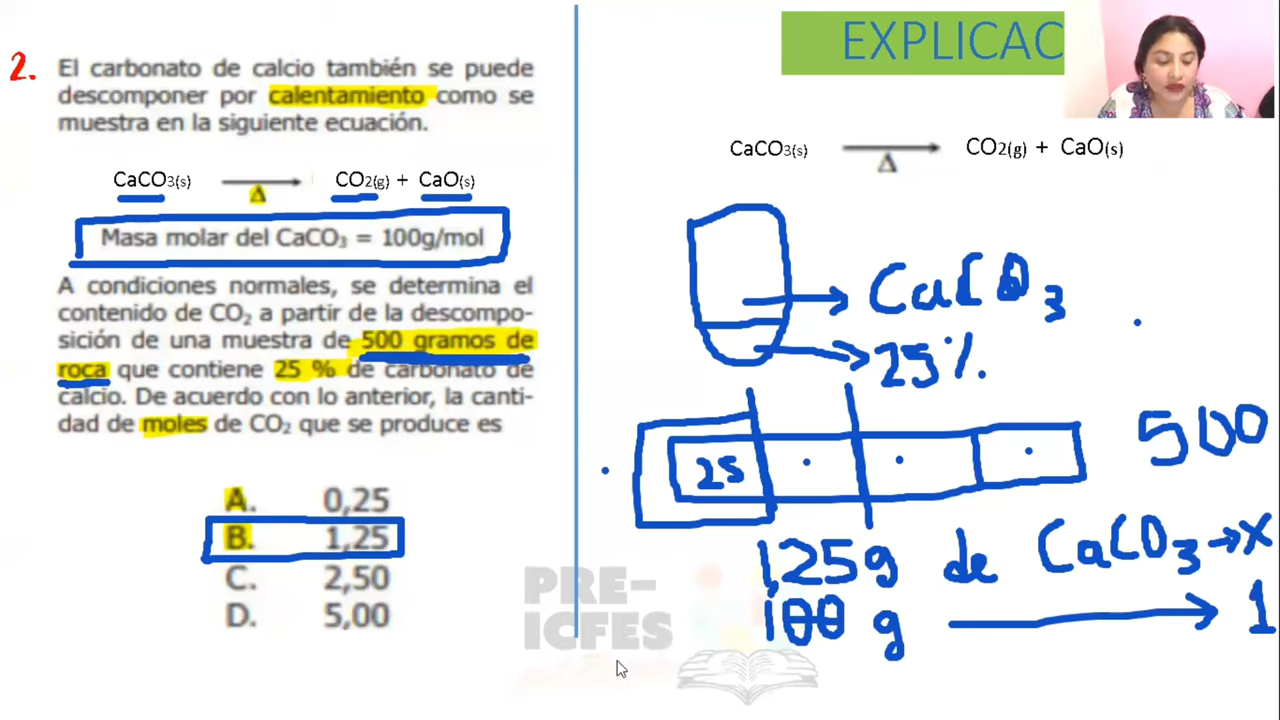 2.
El carbonato de calcio también se puede
descomponer por calentamiento como se
muestra en la siguiente ecuación.
CaCO3(s) Δ CO2(g) + CaO(s)
Masa molar del CaCO₃ = 100g/mol
A condiciones normales, se determina el
contenido de CO₂ a partir de la descompo-
sición de una muestra de 500 gramos de
roca que contiene 25 % de carbonato de
calcio. De acuerdo con lo anterior, la canti-
dad de moles de CO₂ que se produce es
A. 0,25
B. 1,25
C. 2,50
D. 5,00
EXPLICAC
CaCO3(s) Δ CO2(g) + CaO(s)
→ CaCO3
→ 25%.
25 500
1,25g de CaCO3 → X
100 g → 1
PRE-
ICFES